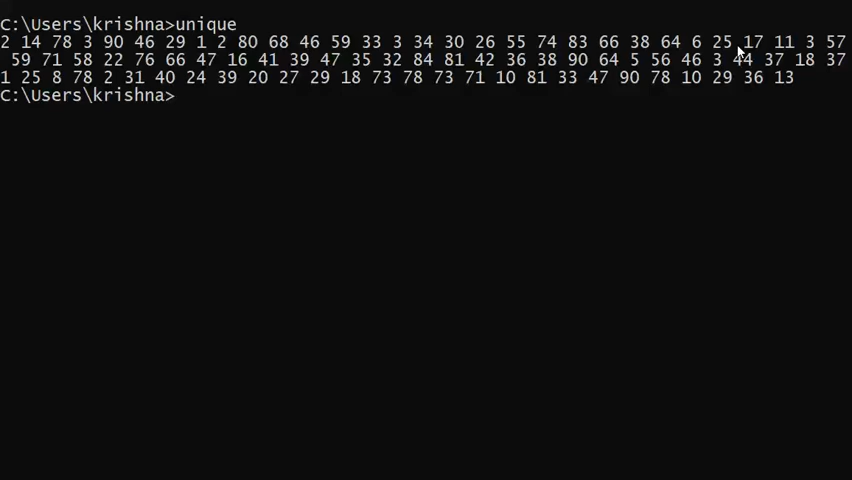 C:\Users\krishna>unique
2 14 78 3 90 46 29 1 2 80 68 46 59 33 3 34 30 26 55 74 83 66 38 64 6 25 17 11 3 57
59 71 58 22 76 66 47 16 41 39 47 35 32 84 81 42 36 38 90 64 5 56 46 3 44 37 18 37
1 25 8 78 2 31 40 24 39 20 27 29 18 73 78 73 71 10 81 33 47 90 78 10 29 36 13
C:\Users\krishna>